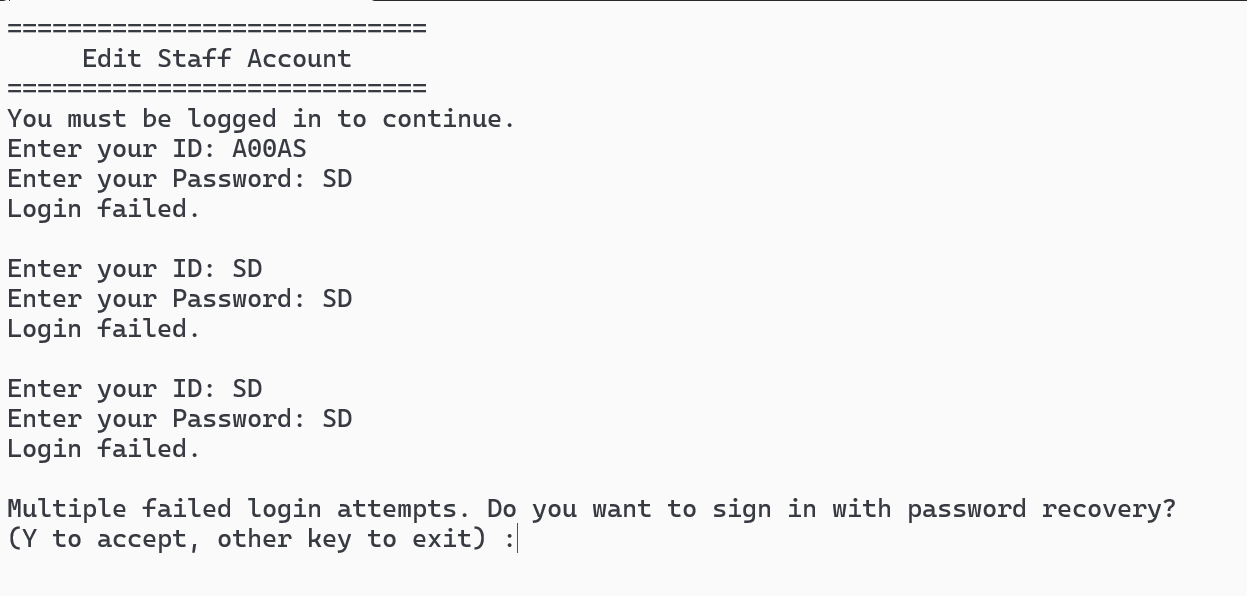 ============================
     Edit Staff Account
============================
You must be logged in to continue.
Enter your ID: A00AS
Enter your Password: SD
Login failed.

Enter your ID: SD
Enter your Password: SD
Login failed.

Enter your ID: SD
Enter your Password: SD
Login failed.

Multiple failed login attempts. Do you want to sign in with password recovery?
(Y to accept, other key to exit) :